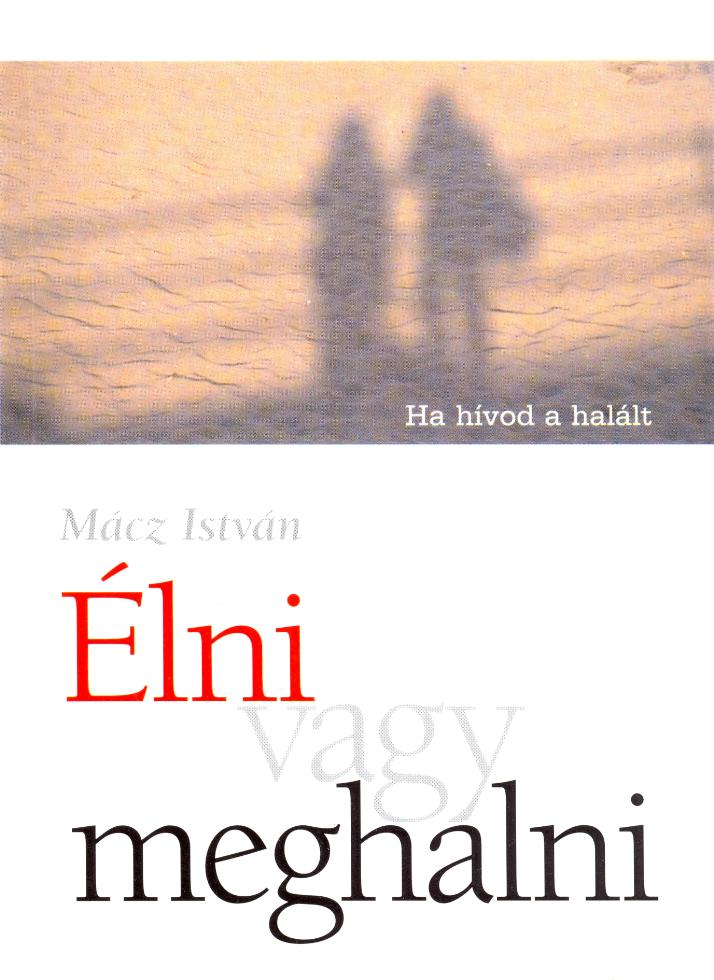 Ha hívod a halált
Mácz István
Élni
vagy
meghalni